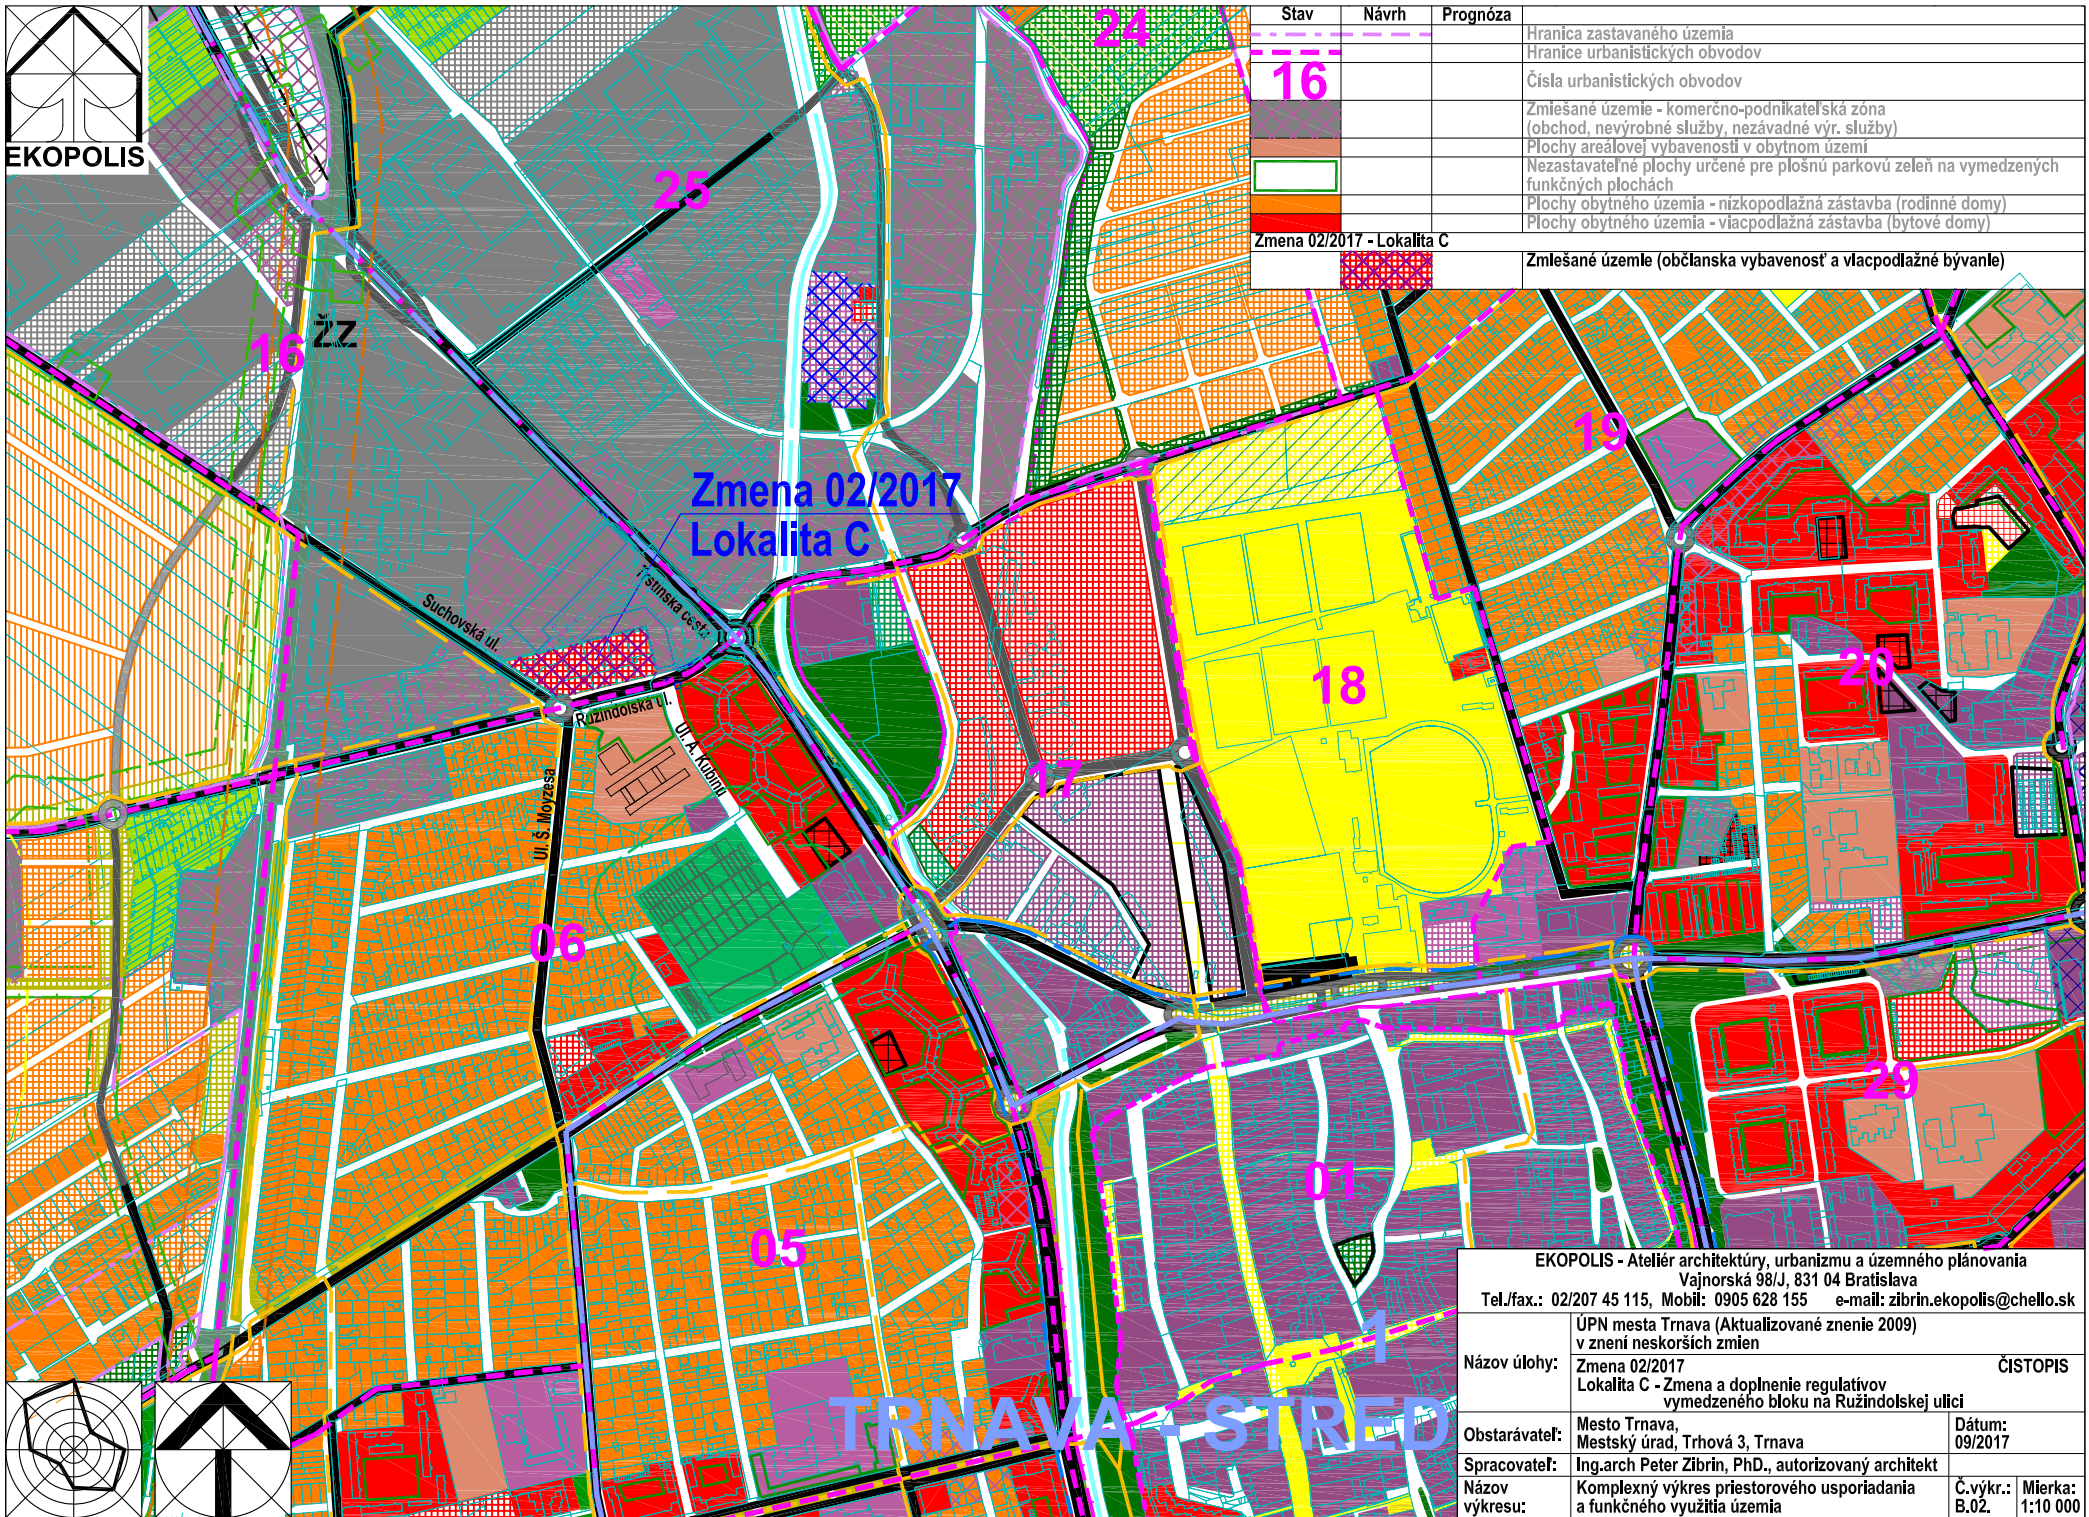 EKOPOLIS
Stav Návrh Prognóza
Hranica zastavaného územia
Hranice urbanistických obvodov
16
Čísla urbanistických obvodov
Zmiešané územie - komerčno-podnikateľská zóna
(obchod, nevýrobné služby, nezávadné výr. služby)
Plochy areálovej vybavenosti v obytnom území
Nezastavateľné plochy určené pre plošnú parkovú zeleň na vymedzených
funkčných plochách
Plochy obytného územia - nízkopodlažná zástavba (rodinné domy)
Plochy obytného územia - viacpodlažná zástavba (bytové domy)
Zmena 02/2017 - Lokalita C
Zmiešané územie (občianska vybavenosť a viacpodlažné bývanie)
24
25
16
ŽZ
19
Zmena 02/2017
Lokalita C
Suchovská ul.
Trstínska cesta
Ružindolská ul.
Ul. A. Kubinu
Ul. Š. Moyzesa
18
20
17
06
29
01
05
1
TRNAVA - STRED
EKOPOLIS - Ateliér architektúry, urbanizmu a územného plánovania
Vajnorská 98/J, 831 04 Bratislava
Tel./fax.: 02/207 45 115, Mobil: 0905 628 155 e-mail: zibrin.ekopolis@chello.sk
Názov úlohy:
ÚPN mesta Trnava (Aktualizované znenie 2009)
v znení neskorších zmien
Zmena 02/2017 ČISTOPIS
Lokalita C - Zmena a doplnenie regulatívov
vymedzeného bloku na Ružindolskej ulici
Obstarávateľ:
Mesto Trnava,
Mestský úrad, Trhová 3, Trnava
Dátum:
09/2017
Spracovateľ: Ing.arch Peter Zibrin, PhD., autorizovaný architekt
Názov
výkresu:
Komplexný výkres priestorového usporiadania
a funkčného využitia územia
Č.výkr.:
B.02.
Mierka:
1:10 000